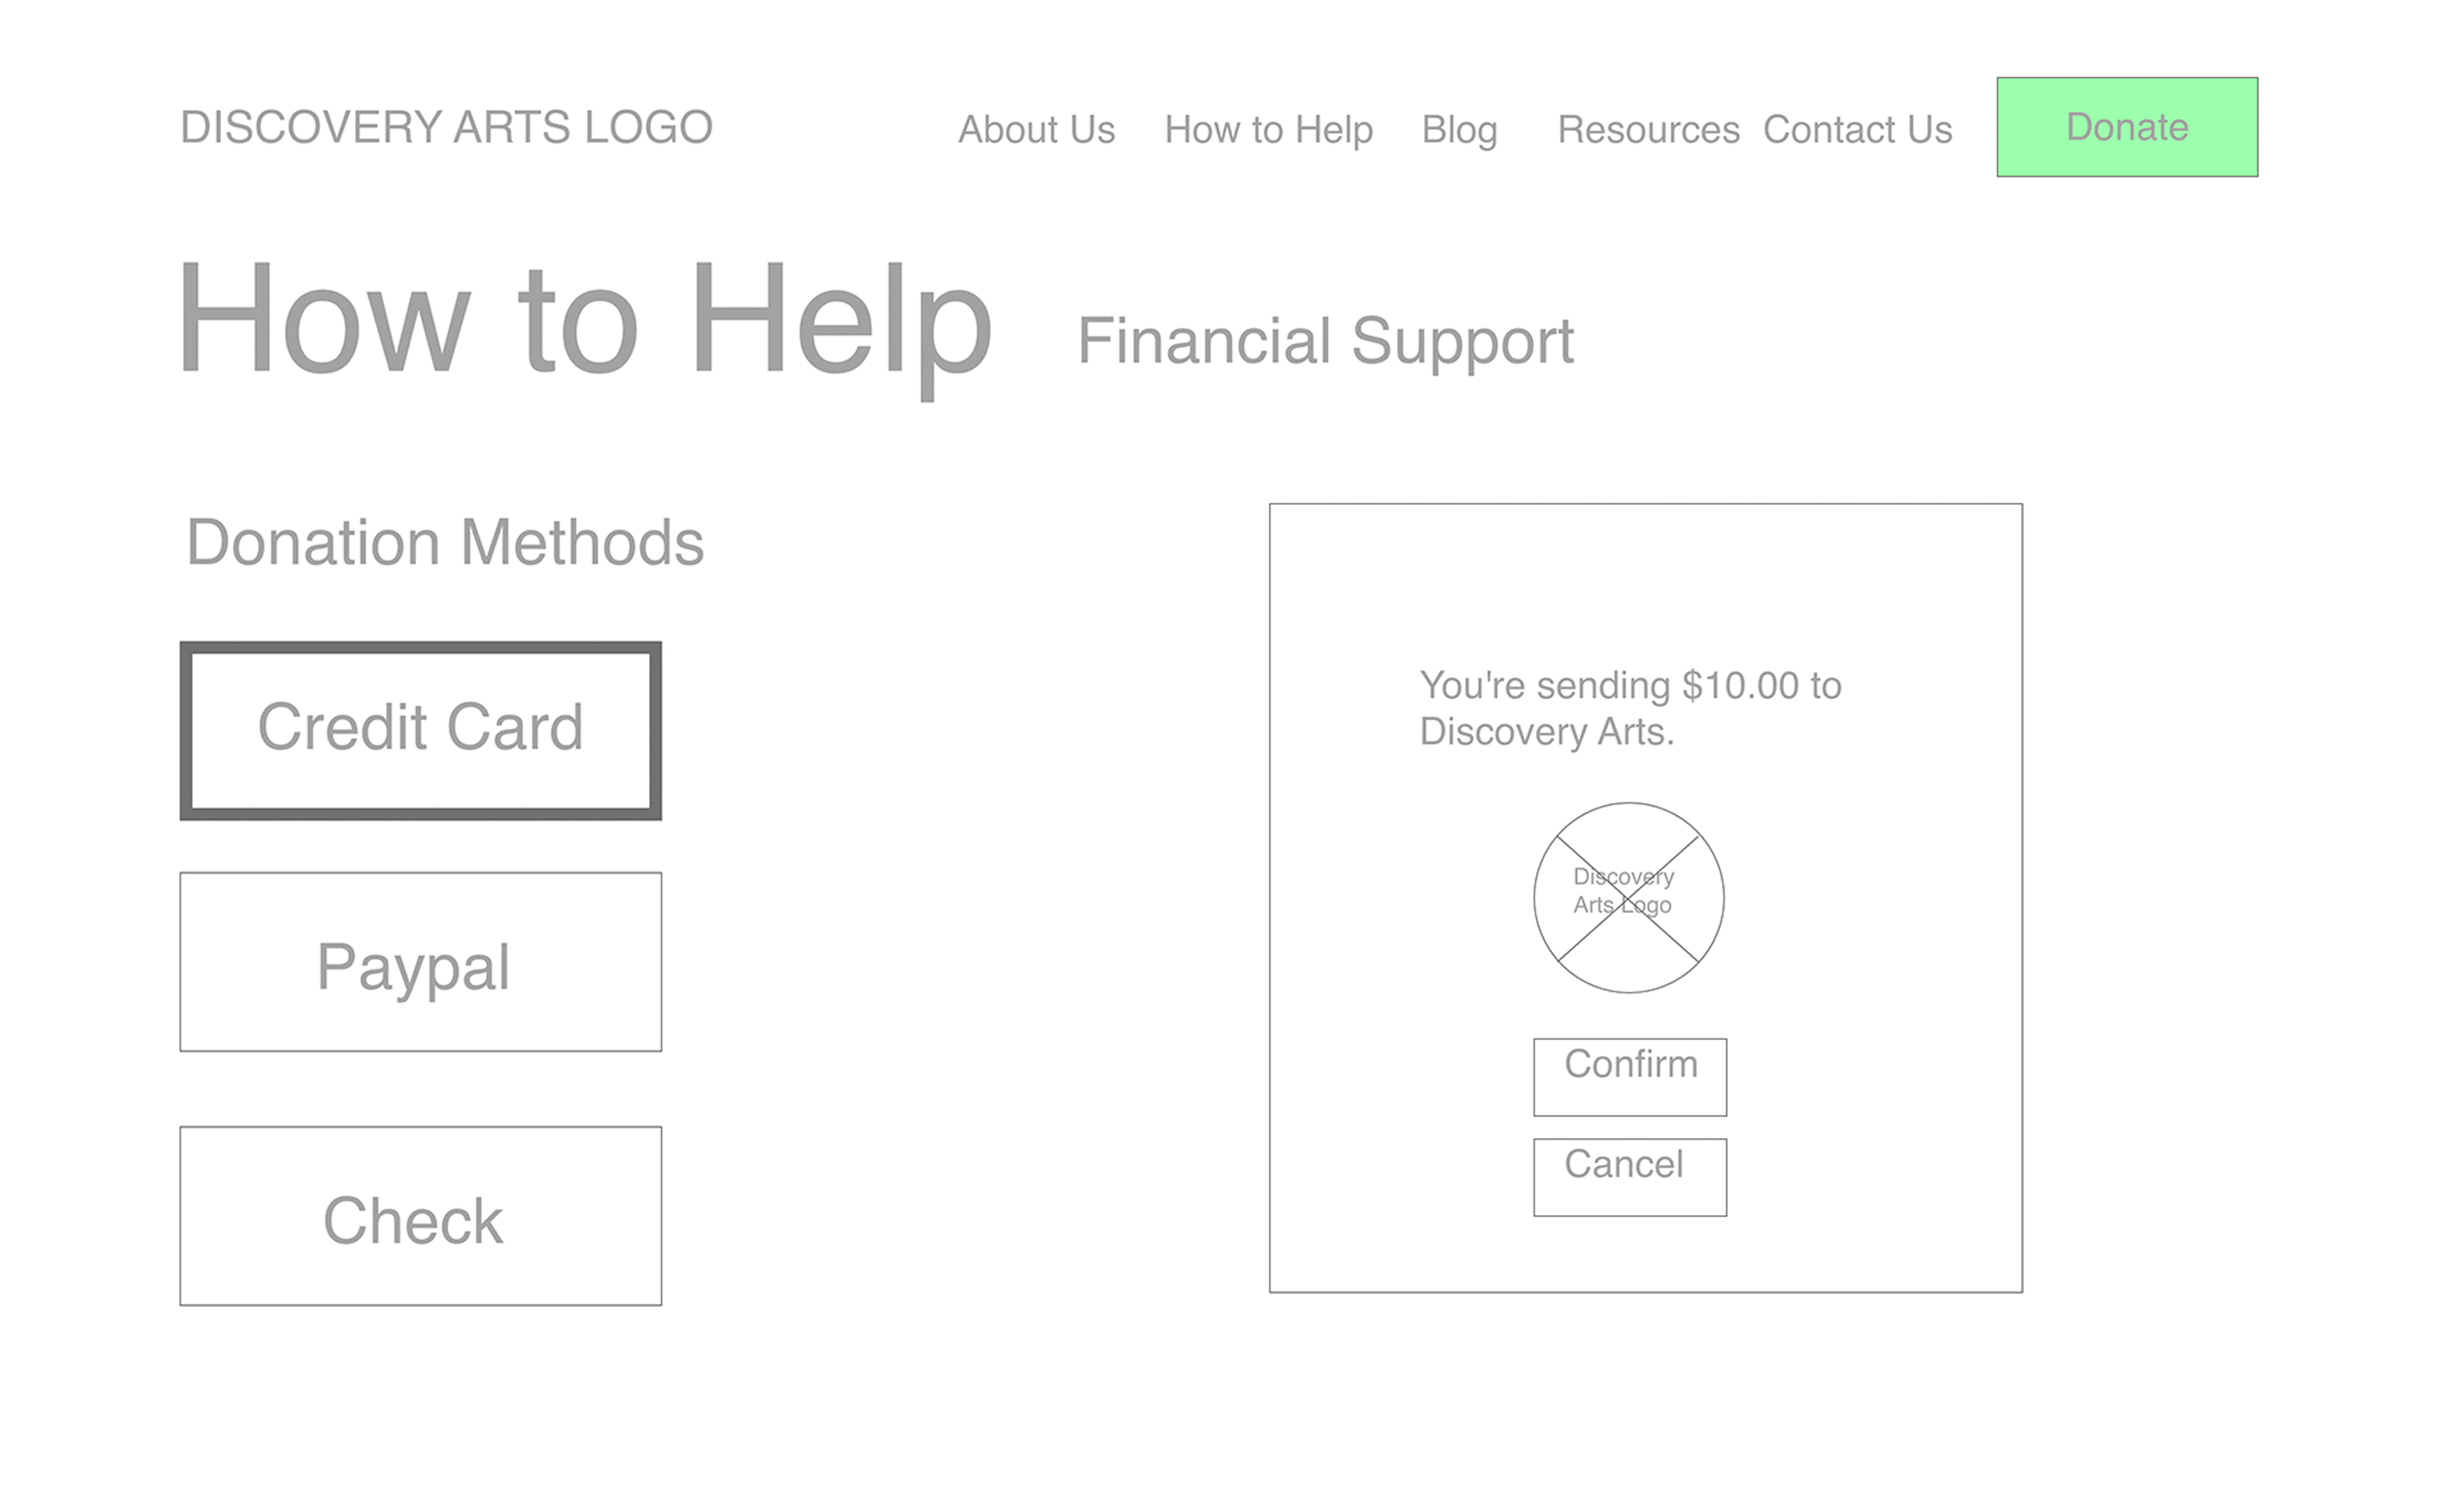 DISCOVERY ARTS LOGO
About Us How to Help Blog Resources Contact Us Donate
How to Help Financial Support
Donation Methods
Credit Card
Paypal
Check
You're sending $10.00 to
Discovery Arts.
Discovery
Arts Logo
Confirm
Cancel